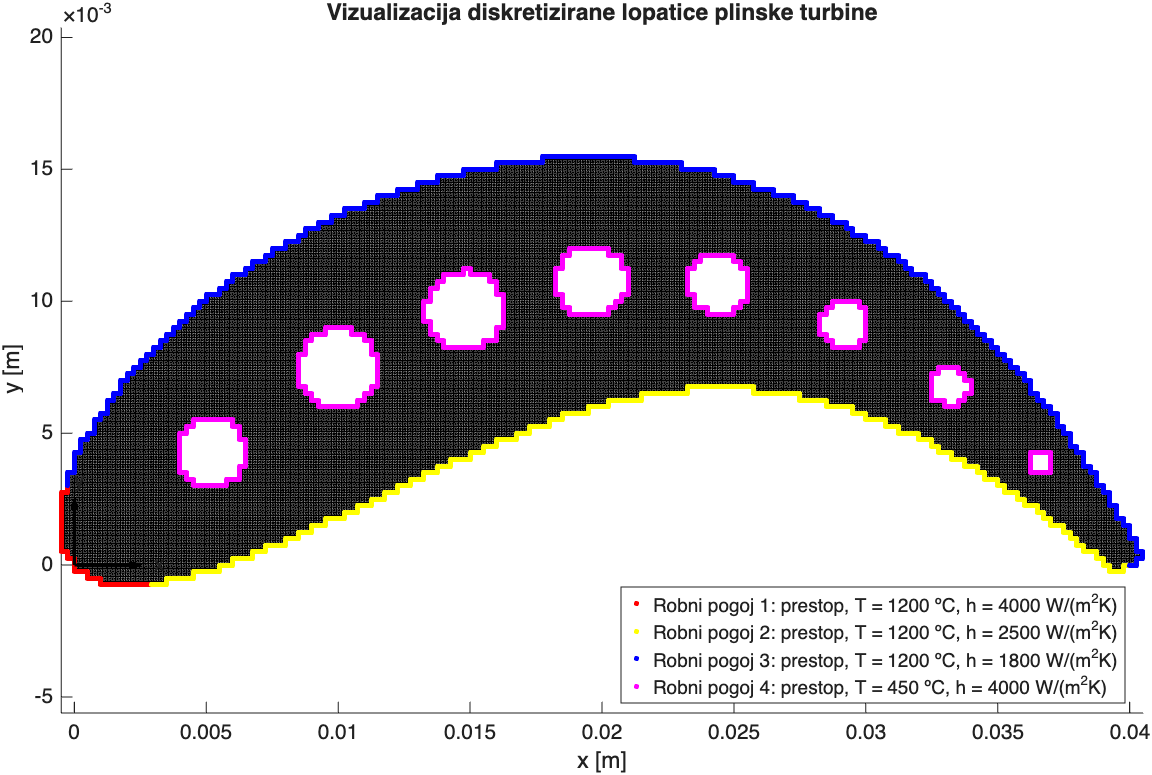 Vizualizacija diskretizirane lopatice plinske turbine
×10⁻³
20
15
10
5
0
-5
y [m]
0 0.005 0.01 0.015 0.02 0.025 0.03 0.035 0.04
x [m]
Robni pogoj 1: prestop, T = 1200 ºC, h = 4000 W/(m²K)
Robni pogoj 2: prestop, T = 1200 ºC, h = 2500 W/(m²K)
Robni pogoj 3: prestop, T = 1200 ºC, h = 1800 W/(m²K)
Robni pogoj 4: prestop, T = 450 ºC, h = 4000 W/(m²K)